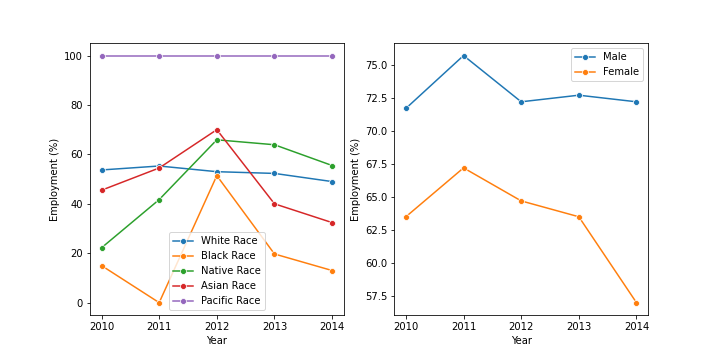 100
80
60
40
20
0
Employment (%)
2010 2011 2012 2013 2014
Year
White Race
Black Race
Native Race
Asian Race
Pacific Race
75.0
72.5
70.0
67.5
65.0
62.5
60.0
57.5
Employment (%)
2010 2011 2012 2013 2014
Year
Male
Female